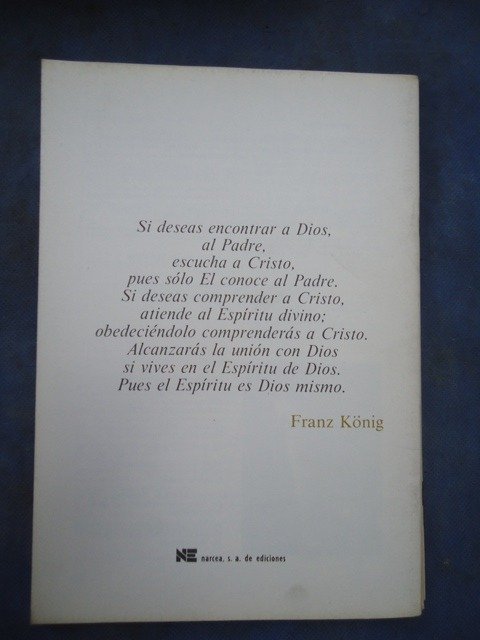 Si deseas encontrar a Dios,
al Padre,
escucha a Cristo,
pues sólo El conoce al Padre.
Si deseas comprender a Cristo,
atiende al Espíritu divino;
obedeciéndolo comprenderás a Cristo.
Alcanzarás la unión con Dios
si vives en el Espíritu de Dios.
Pues el Espíritu es Dios mismo.
Franz König
NE narcea, s. a. de ediciones